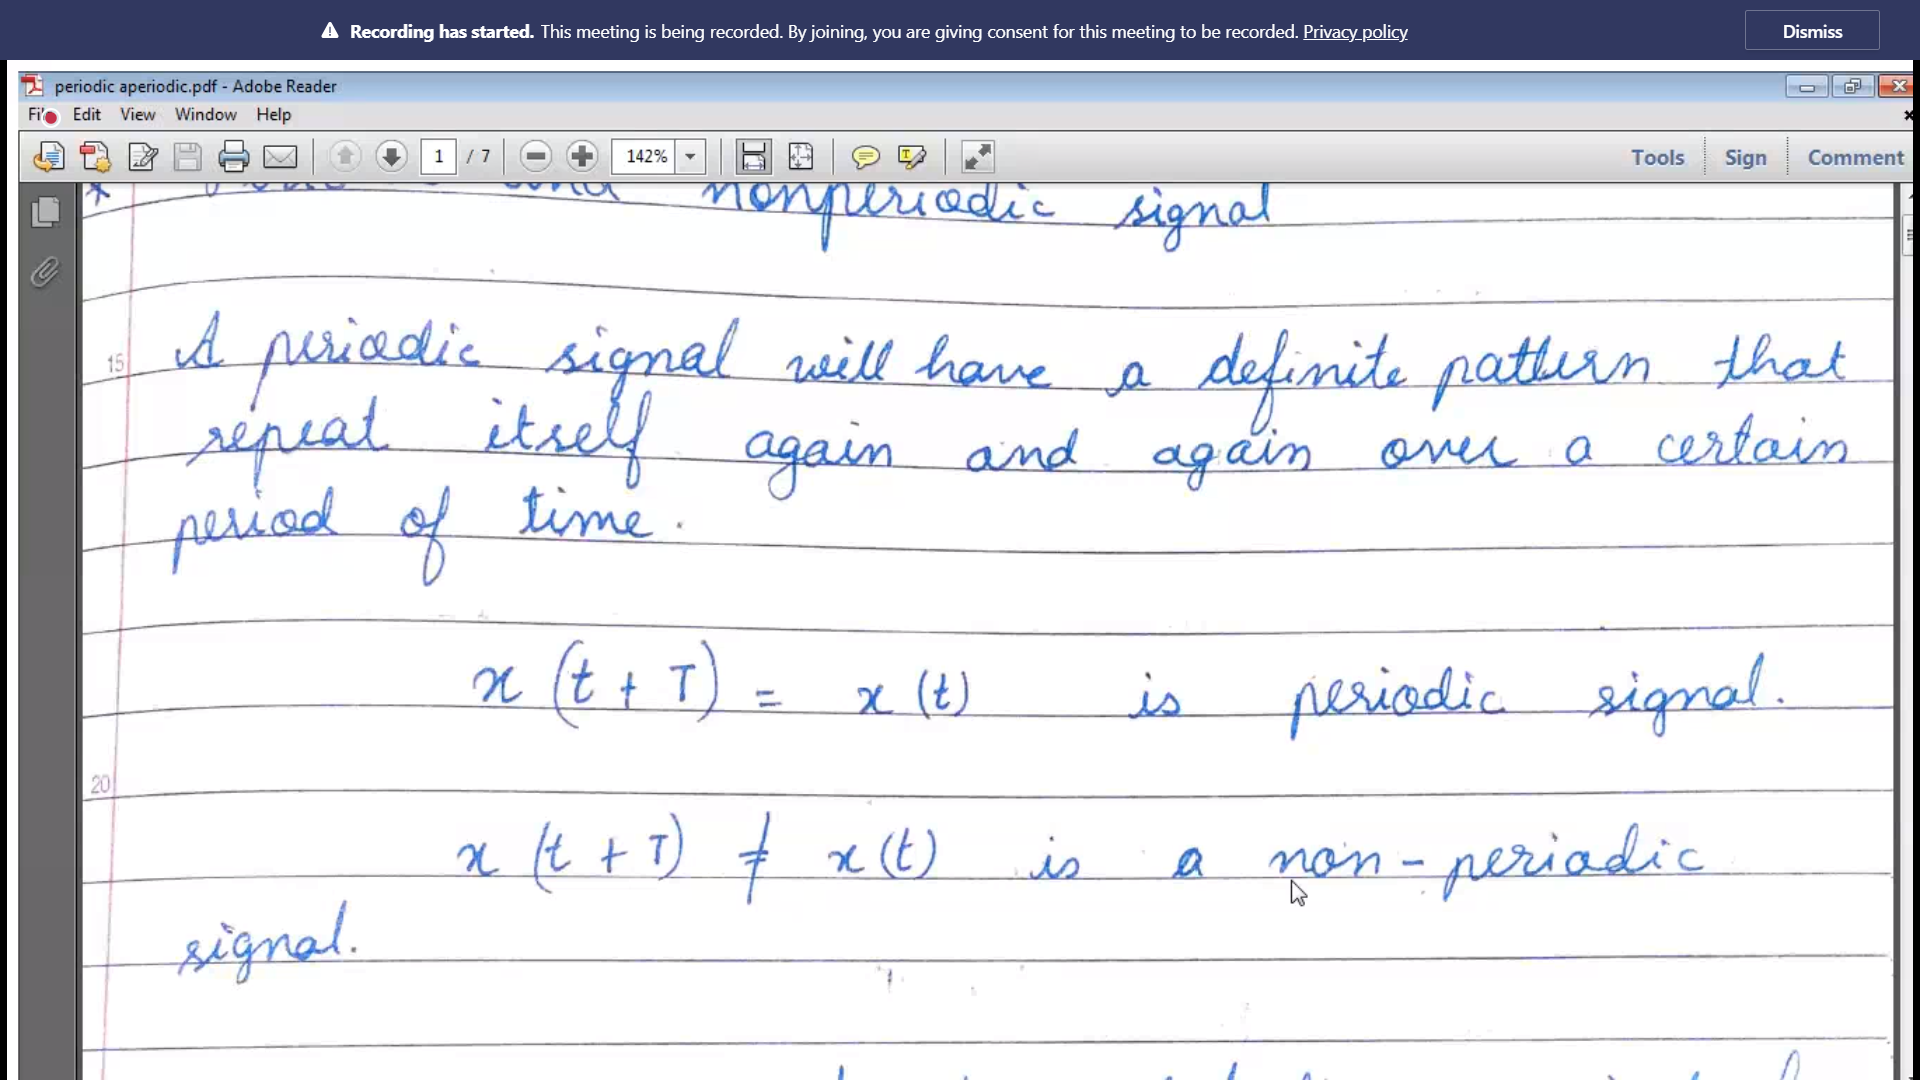 Recording has started. This meeting is being recorded. By joining, you are giving consent for this meeting to be recorded. Privacy policy
Dismiss
periodic aperiodic.pdf - Adobe Reader
File Edit View Window Help
1 / 7 142% Tools Sign Comment
* and nonperiodic signal
15 A periodic signal will have a definite pattern that
repeat itself again and again over a certain
period of time.
x (t + T) = x (t) is periodic signal.
20
x (t + T) ≠ x (t) is a non-periodic
signal.